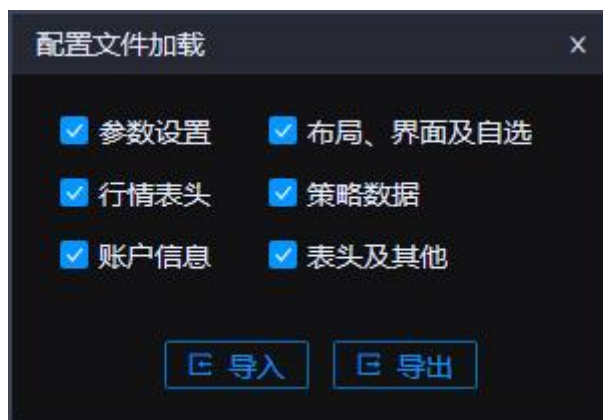 配置文件加载
参数设置 布局、界面及自选
行情表头 策略数据
账户信息 表头及其他
导入 导出